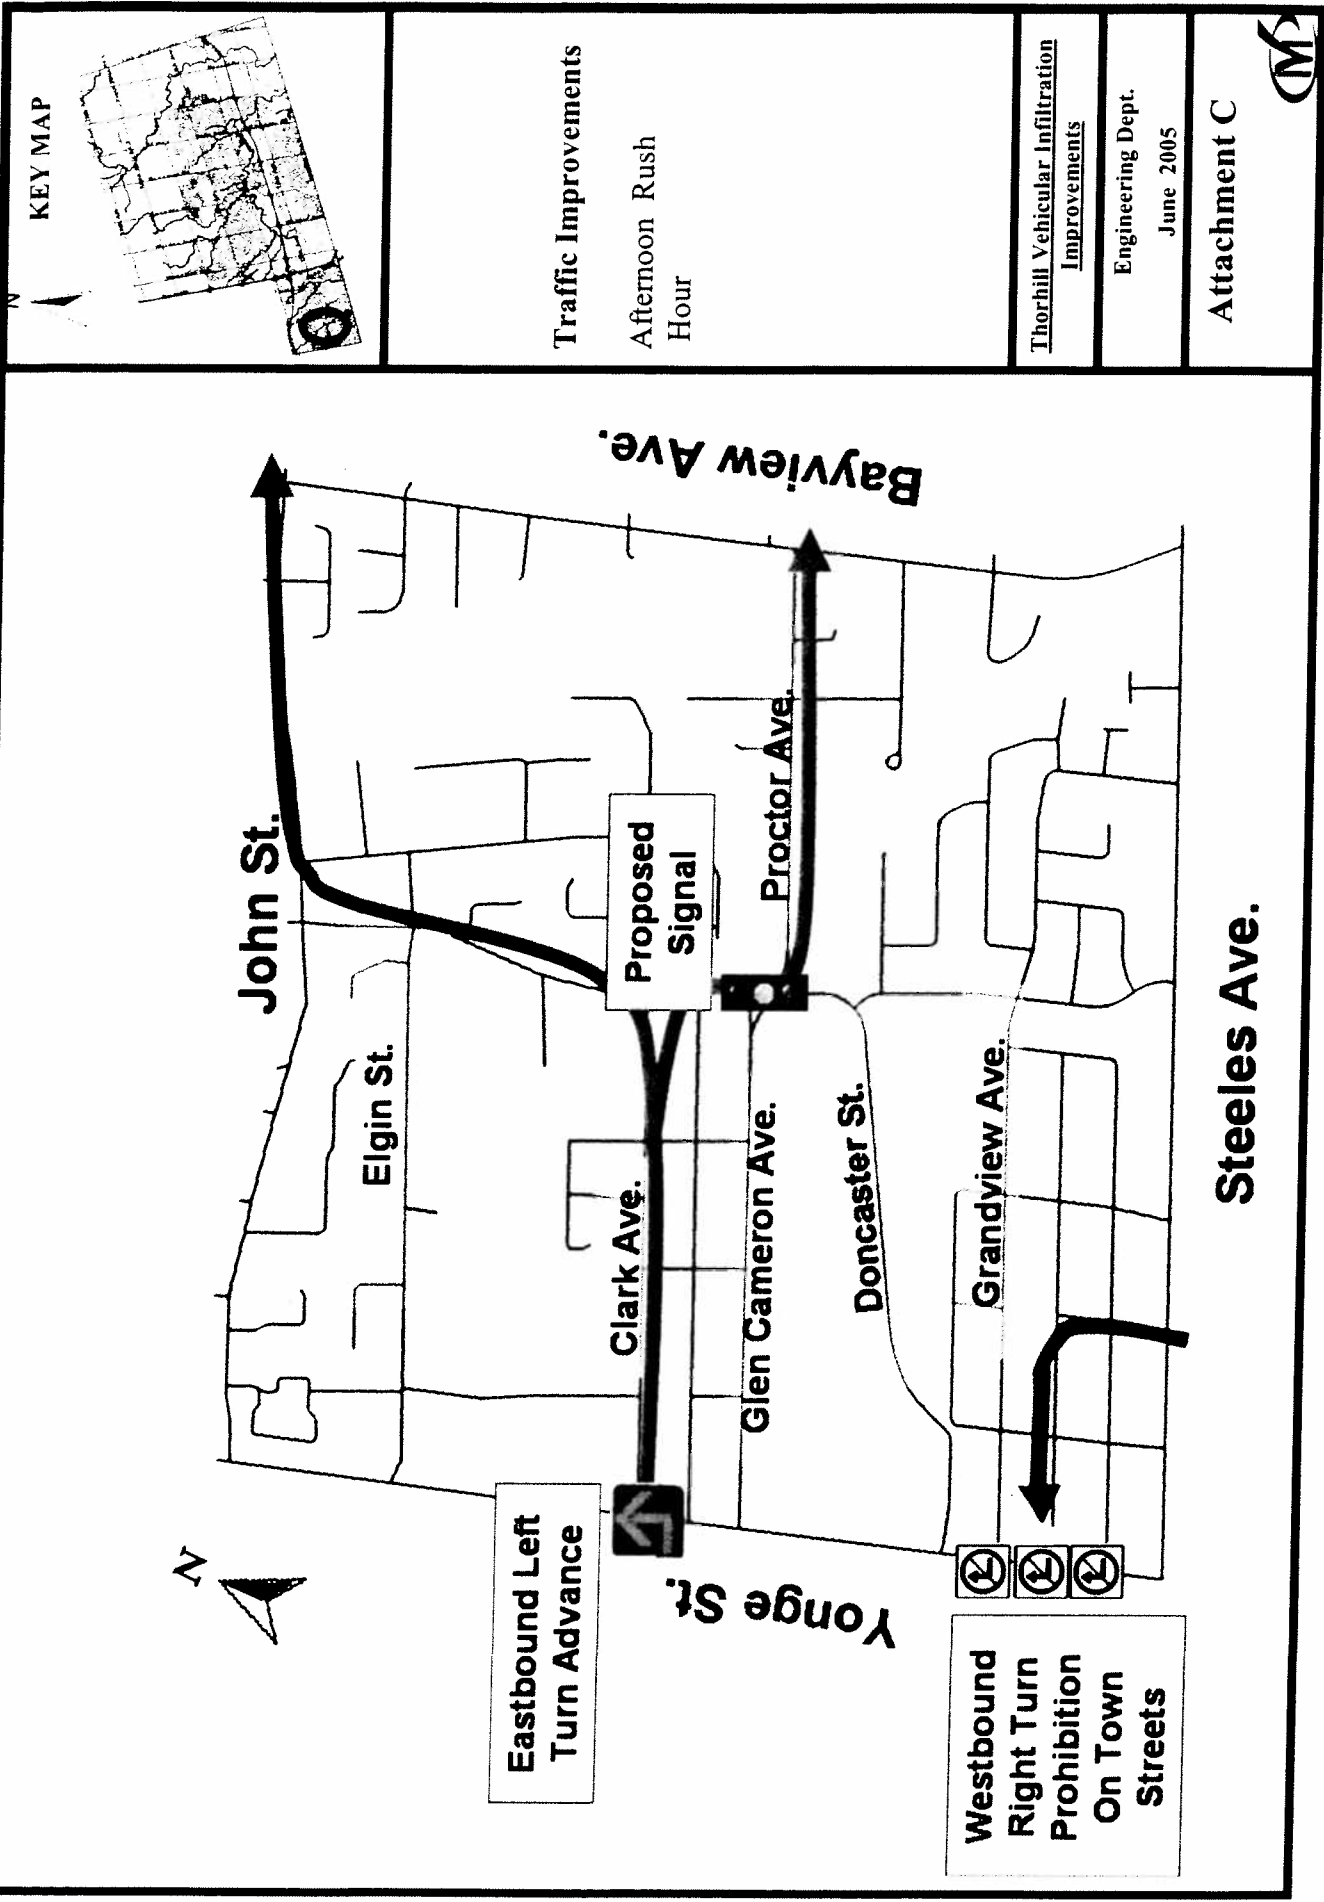 KEY MAP
N
Traffic Improvements
Afternoon Rush
Hour
Thorhill Vehicular Infiltration
Improvements
Engineering Dept.
June 2005
Attachment C
M
N
John St.
Bayview Ave.
Elgin St.
Proposed
Signal
Proctor Ave.
Clark Ave.
Glen Cameron Ave.
Doncaster St.
Grandview Ave.
Steeles Ave.
Yonge St.
Eastbound Left
Turn Advance
Westbound
Right Turn
Prohibition
On Town
Streets